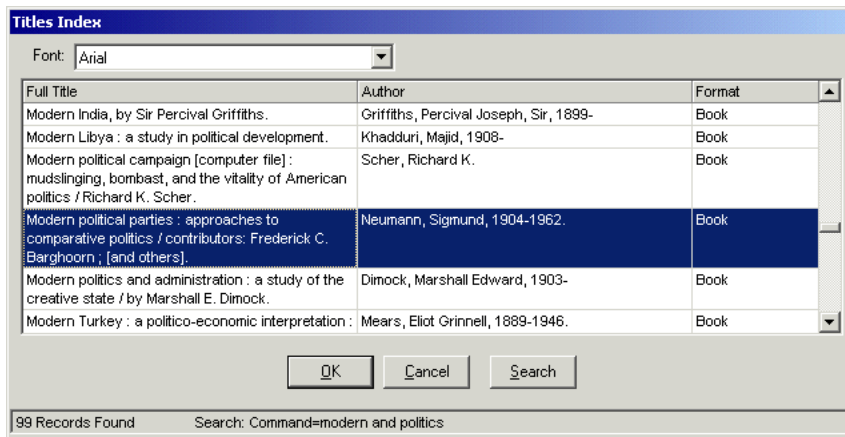 Titles Index
Font: Arial
Full Title Author Format
Modern India, by Sir Percival Griffiths. Griffiths, Percival Joseph, Sir, 1899- Book
Modern Libya : a study in political development. Khadduri, Majid, 1908- Book
Modern political campaign [computer file] : Scher, Richard K. Book
mudslinging, bombast, and the vitality of American
politics / Richard K. Scher.
Modern political parties : approaches to Neumann, Sigmund, 1904-1962. Book
comparative politics / contributors: Frederick C.
Barghoorn ; [and others].
Modern politics and administration : a study of the Dimock, Marshall Edward, 1903- Book
creative state / by Marshall E. Dimock.
Modern Turkey : a politico-economic interpretation : Mears, Eliot Grinnell, 1889-1946. Book
OK Cancel Search
99 Records Found Search: Command=modern and politics